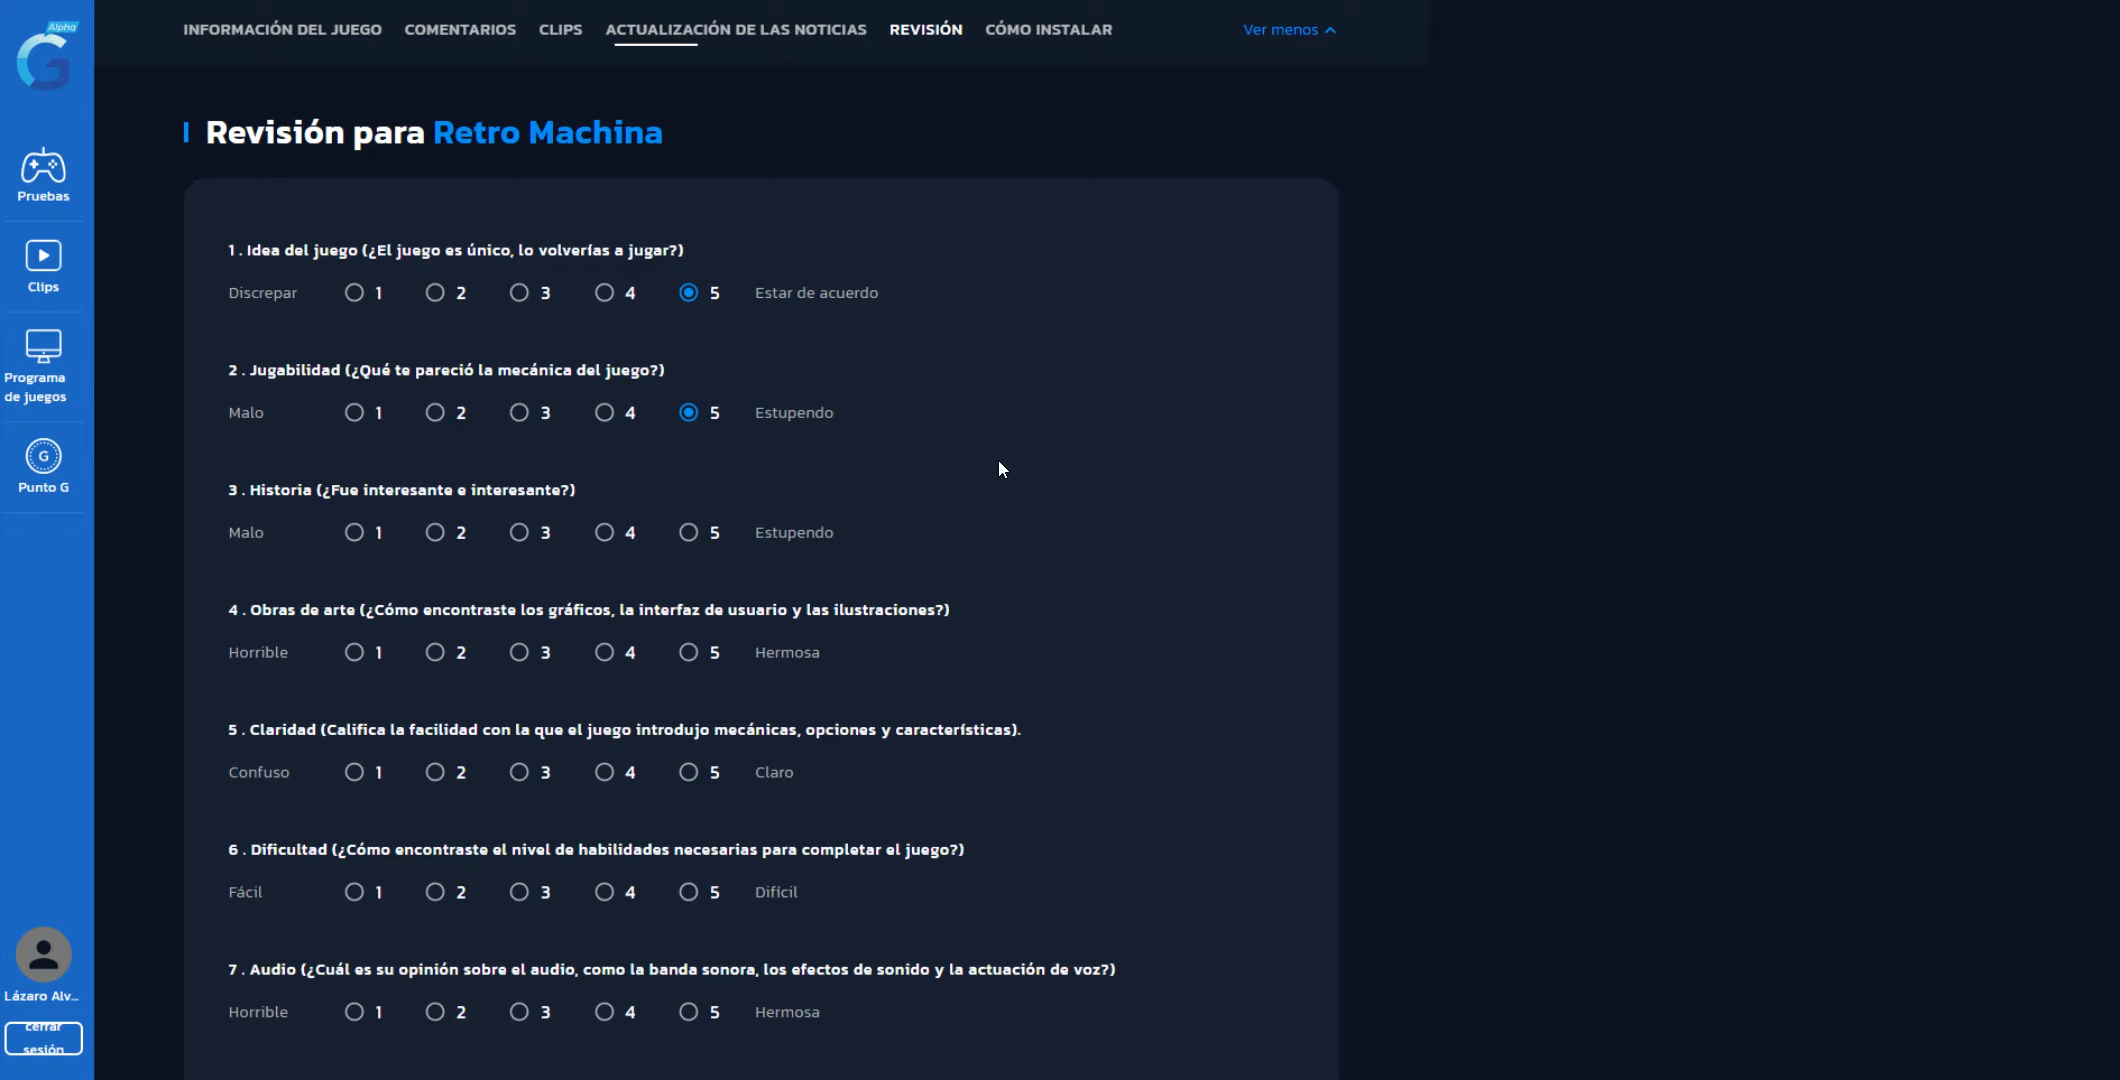 Alpha
G
Pruebas
Clips
Programa
de juegos
G
Punto G
Lázaro Alv...
cerrar
sesión
INFORMACIÓN DEL JUEGO COMENTARIOS CLIPS ACTUALIZACIÓN DE LAS NOTICIAS REVISIÓN CÓMO INSTALAR Ver menos
Revisión para Retro Machina
1 . Idea del juego (¿El juego es único, lo volverías a jugar?)
Discrepar 1 2 3 4 5 Estar de acuerdo
2 . Jugabilidad (¿Qué te pareció la mecánica del juego?)
Malo 1 2 3 4 5 Estupendo
3 . Historia (¿Fue interesante e interesante?)
Malo 1 2 3 4 5 Estupendo
4 . Obras de arte (¿Cómo encontraste los gráficos, la interfaz de usuario y las ilustraciones?)
Horrible 1 2 3 4 5 Hermosa
5 . Claridad (Califica la facilidad con la que el juego introdujo mecánicas, opciones y características).
Confuso 1 2 3 4 5 Claro
6 . Dificultad (¿Cómo encontraste el nivel de habilidades necesarias para completar el juego?)
Fácil 1 2 3 4 5 Difícil
7 . Audio (¿Cuál es su opinión sobre el audio, como la banda sonora, los efectos de sonido y la actuación de voz?)
Horrible 1 2 3 4 5 Hermosa